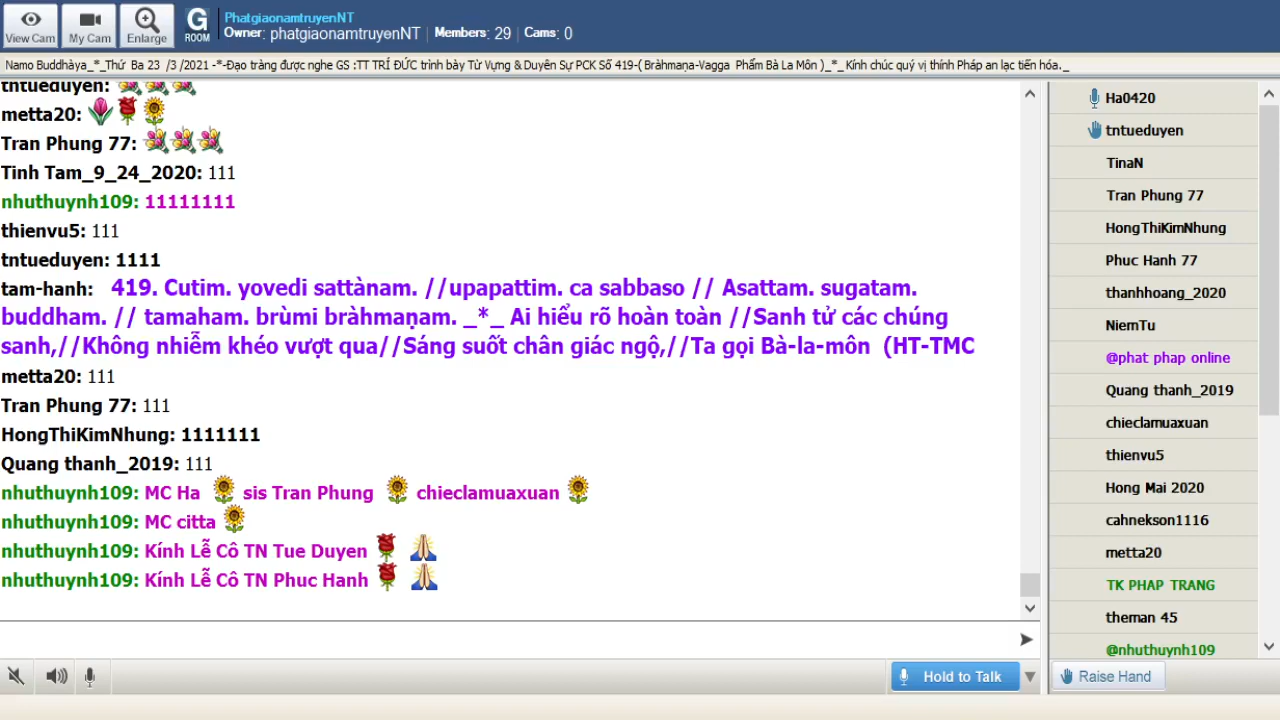 View Cam
My Cam
Enlarge
G
ROOM
PhatgiaonamtruyenNT
Owner: phatgiaonamtruyenNT | Members: 29 | Cams: 0
Namo Buddhàya_*_Thứ Ba 23 /3 /2021 -*-Đạo tràng được nghe GS :TT TRÍ ĐỨC trình bày Từ Vựng & Duyên Sự PCK Số 419-( Bràhmaṇa-Vagga Phẩm Bà La Môn )_*_ Kính chúc quý vị thính Pháp an lạc tiến hóa._
tntueduyen:
metta20:
Tran Phung 77:
Tinh Tam_9_24_2020: 111
nhuthuynh109: 11111111
thienvu5: 111
tntueduyen: 1111
tam-hanh: 419. Cutim. yovedi sattànam. //upapattim. ca sabbaso // Asattam. sugatam.
buddham. // tamaham. brùmi bràhmaṇam. _*_ Ai hiểu rõ hoàn toàn //Sanh tử các chúng
sanh,//Không nhiễm khéo vượt qua//Sáng suốt chân giác ngộ,//Ta gọi Bà-la-môn (HT-TMC
metta20: 111
Tran Phung 77: 111
HongThiKimNhung: 1111111
Quang thanh_2019: 111
nhuthuynh109: MC Ha sis Tran Phung chieclamuaxuan
nhuthuynh109: MC citta
nhuthuynh109: Kính Lễ Cô TN Tue Duyen
nhuthuynh109: Kính Lễ Cô TN Phuc Hanh
Hold to Talk
Ha0420
tntueduyen
TinaN
Tran Phung 77
HongThiKimNhung
Phuc Hanh 77
thanhhoang_2020
NiemTu
@phat phap online
Quang thanh_2019
chieclamuaxuan
thienvu5
Hong Mai 2020
cahnekson1116
metta20
TK PHAP TRANG
theman 45
@nhuthuynh109
Raise Hand